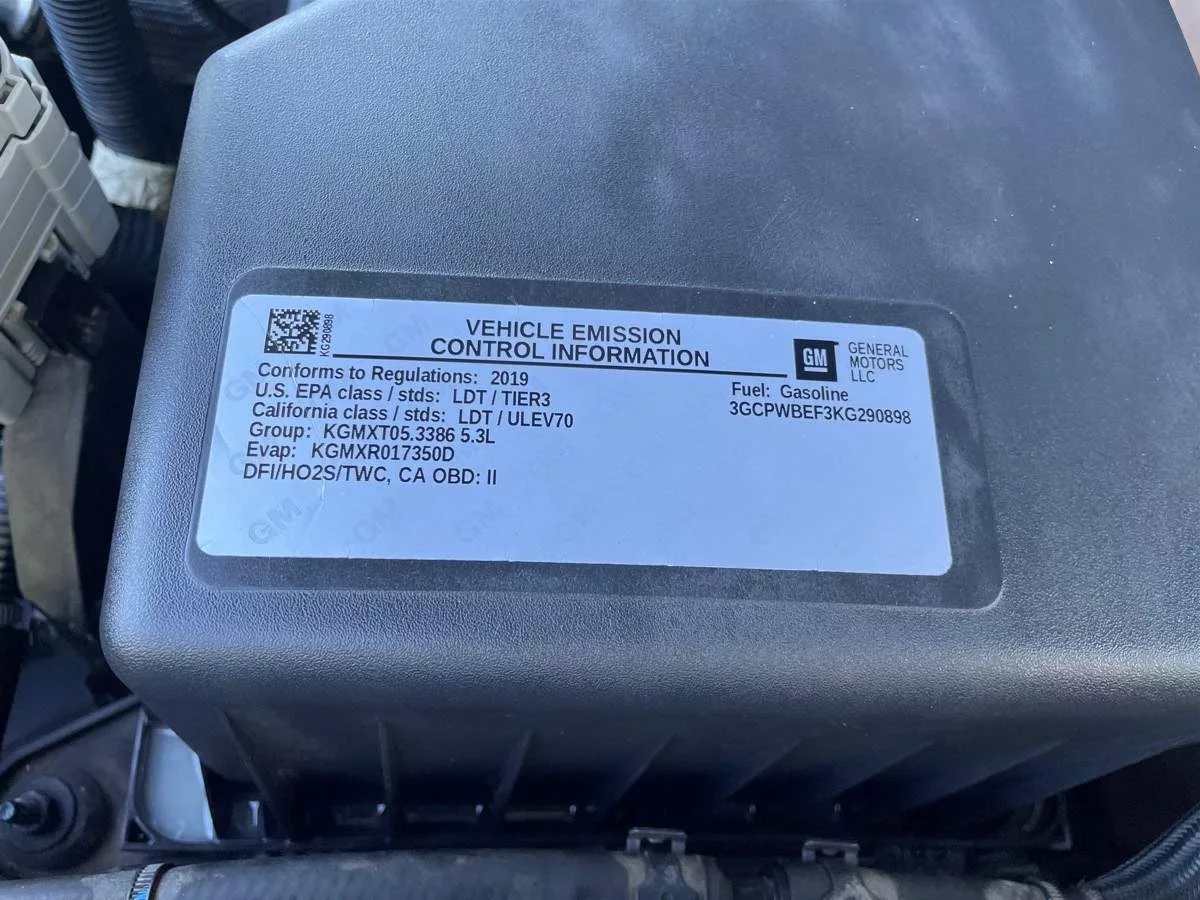 KG290898
VEHICLE EMISSION
CONTROL INFORMATION
GM
GENERAL
MOTORS
LLC
Conforms to Regulations: 2019
U.S. EPA class / stds: LDT / TIER3
California class / stds: LDT / ULEV70
Group: KGMXT05.3386 5.3L
Evap: KGMXR017350D
DFI/HO2S/TWC, CA OBD: II
Fuel: Gasoline
3GCPWBEF3KG290898
GM
GM